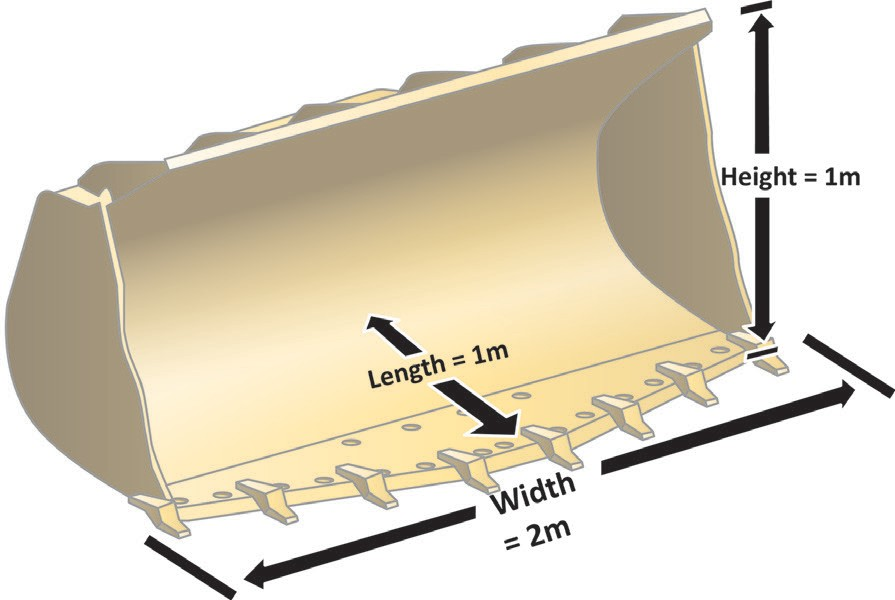 Height = 1m
Length = 1m
Width
= 2m